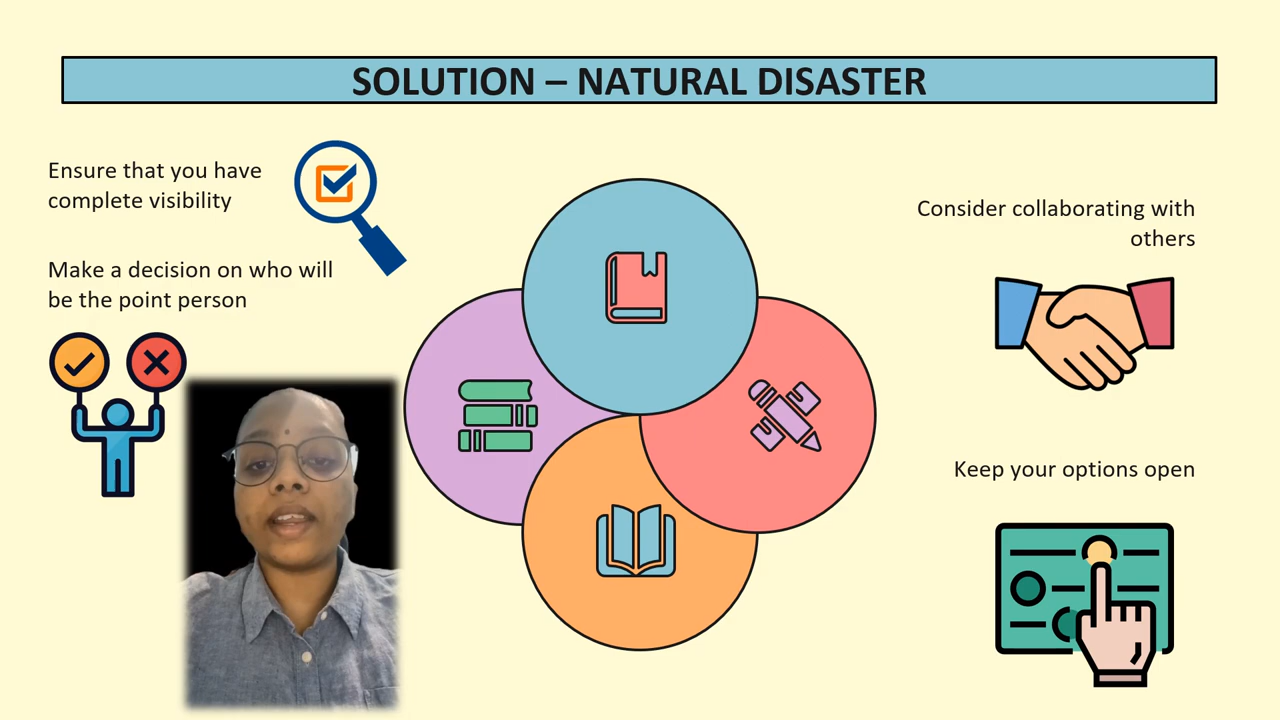 SOLUTION – NATURAL DISASTER
Ensure that you have
complete visibility
Make a decision on who will
be the point person
Consider collaborating with
others
Keep your options open